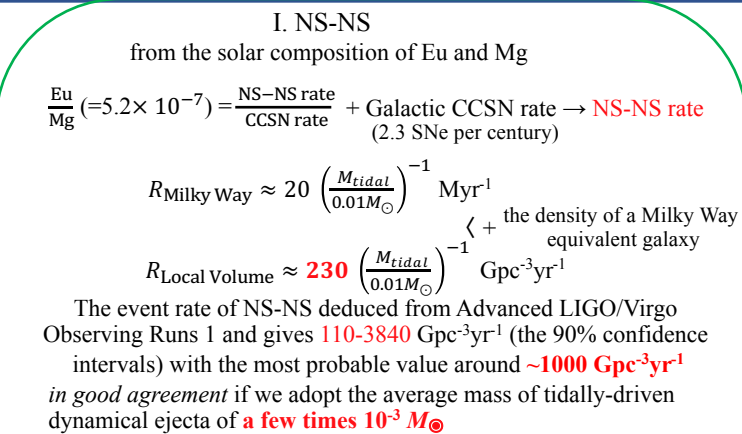 I. NS-NS
from the solar composition of Eu and Mg
Eu/Mg (=5.2× 10⁻⁷) = NS−NS rate/CCSN rate + Galactic CCSN rate → NS-NS rate
(2.3 SNe per century)
R_Milky Way ≈ 20 (M_tidal/0.01M_☉)⁻¹ Myr⁻¹
+ the density of a Milky Way
equivalent galaxy
R_Local Volume ≈ 230 (M_tidal/0.01M_☉)⁻¹ Gpc⁻³yr⁻¹
The event rate of NS-NS deduced from Advanced LIGO/Virgo
Observing Runs 1 and gives 110-3840 Gpc⁻³yr⁻¹ (the 90% confidence
intervals) with the most probable value around ~1000 Gpc⁻³yr⁻¹
in good agreement if we adopt the average mass of tidally-driven
dynamical ejecta of a few times 10⁻³ M☉